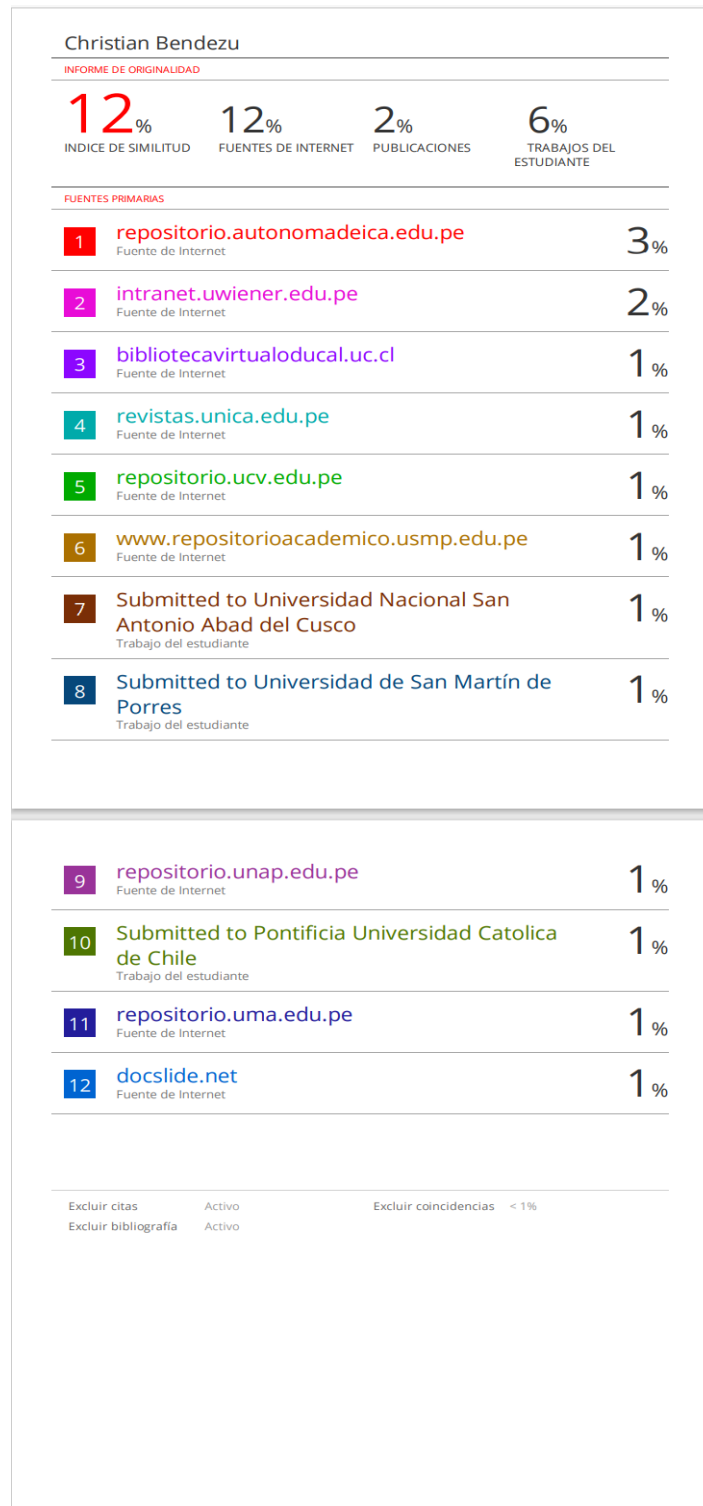 Christian Bendezu
INFORME DE ORIGINALIDAD
12% 12% 2% 6%
INDICE DE SIMILITUD FUENTES DE INTERNET PUBLICACIONES TRABAJOS DEL
ESTUDIANTE
FUENTES PRIMARIAS
1 repositorio.autonomadeica.edu.pe 3%
Fuente de Internet
2 intranet.uwiener.edu.pe 2%
Fuente de Internet
3 bibliotecavirtualoducal.uc.cl 1%
Fuente de Internet
4 revistas.unica.edu.pe 1%
Fuente de Internet
5 repositorio.ucv.edu.pe 1%
Fuente de Internet
6 www.repositorioacademico.usmp.edu.pe 1%
Fuente de Internet
7 Submitted to Universidad Nacional San 1%
Antonio Abad del Cusco
Trabajo del estudiante
8 Submitted to Universidad de San Martín de 1%
Porres
Trabajo del estudiante
9 repositorio.unap.edu.pe 1%
Fuente de Internet
10 Submitted to Pontificia Universidad Catolica 1%
de Chile
Trabajo del estudiante
11 repositorio.uma.edu.pe 1%
Fuente de Internet
12 docslide.net 1%
Fuente de Internet
Excluir citas Activo Excluir coincidencias < 1%
Excluir bibliografía Activo